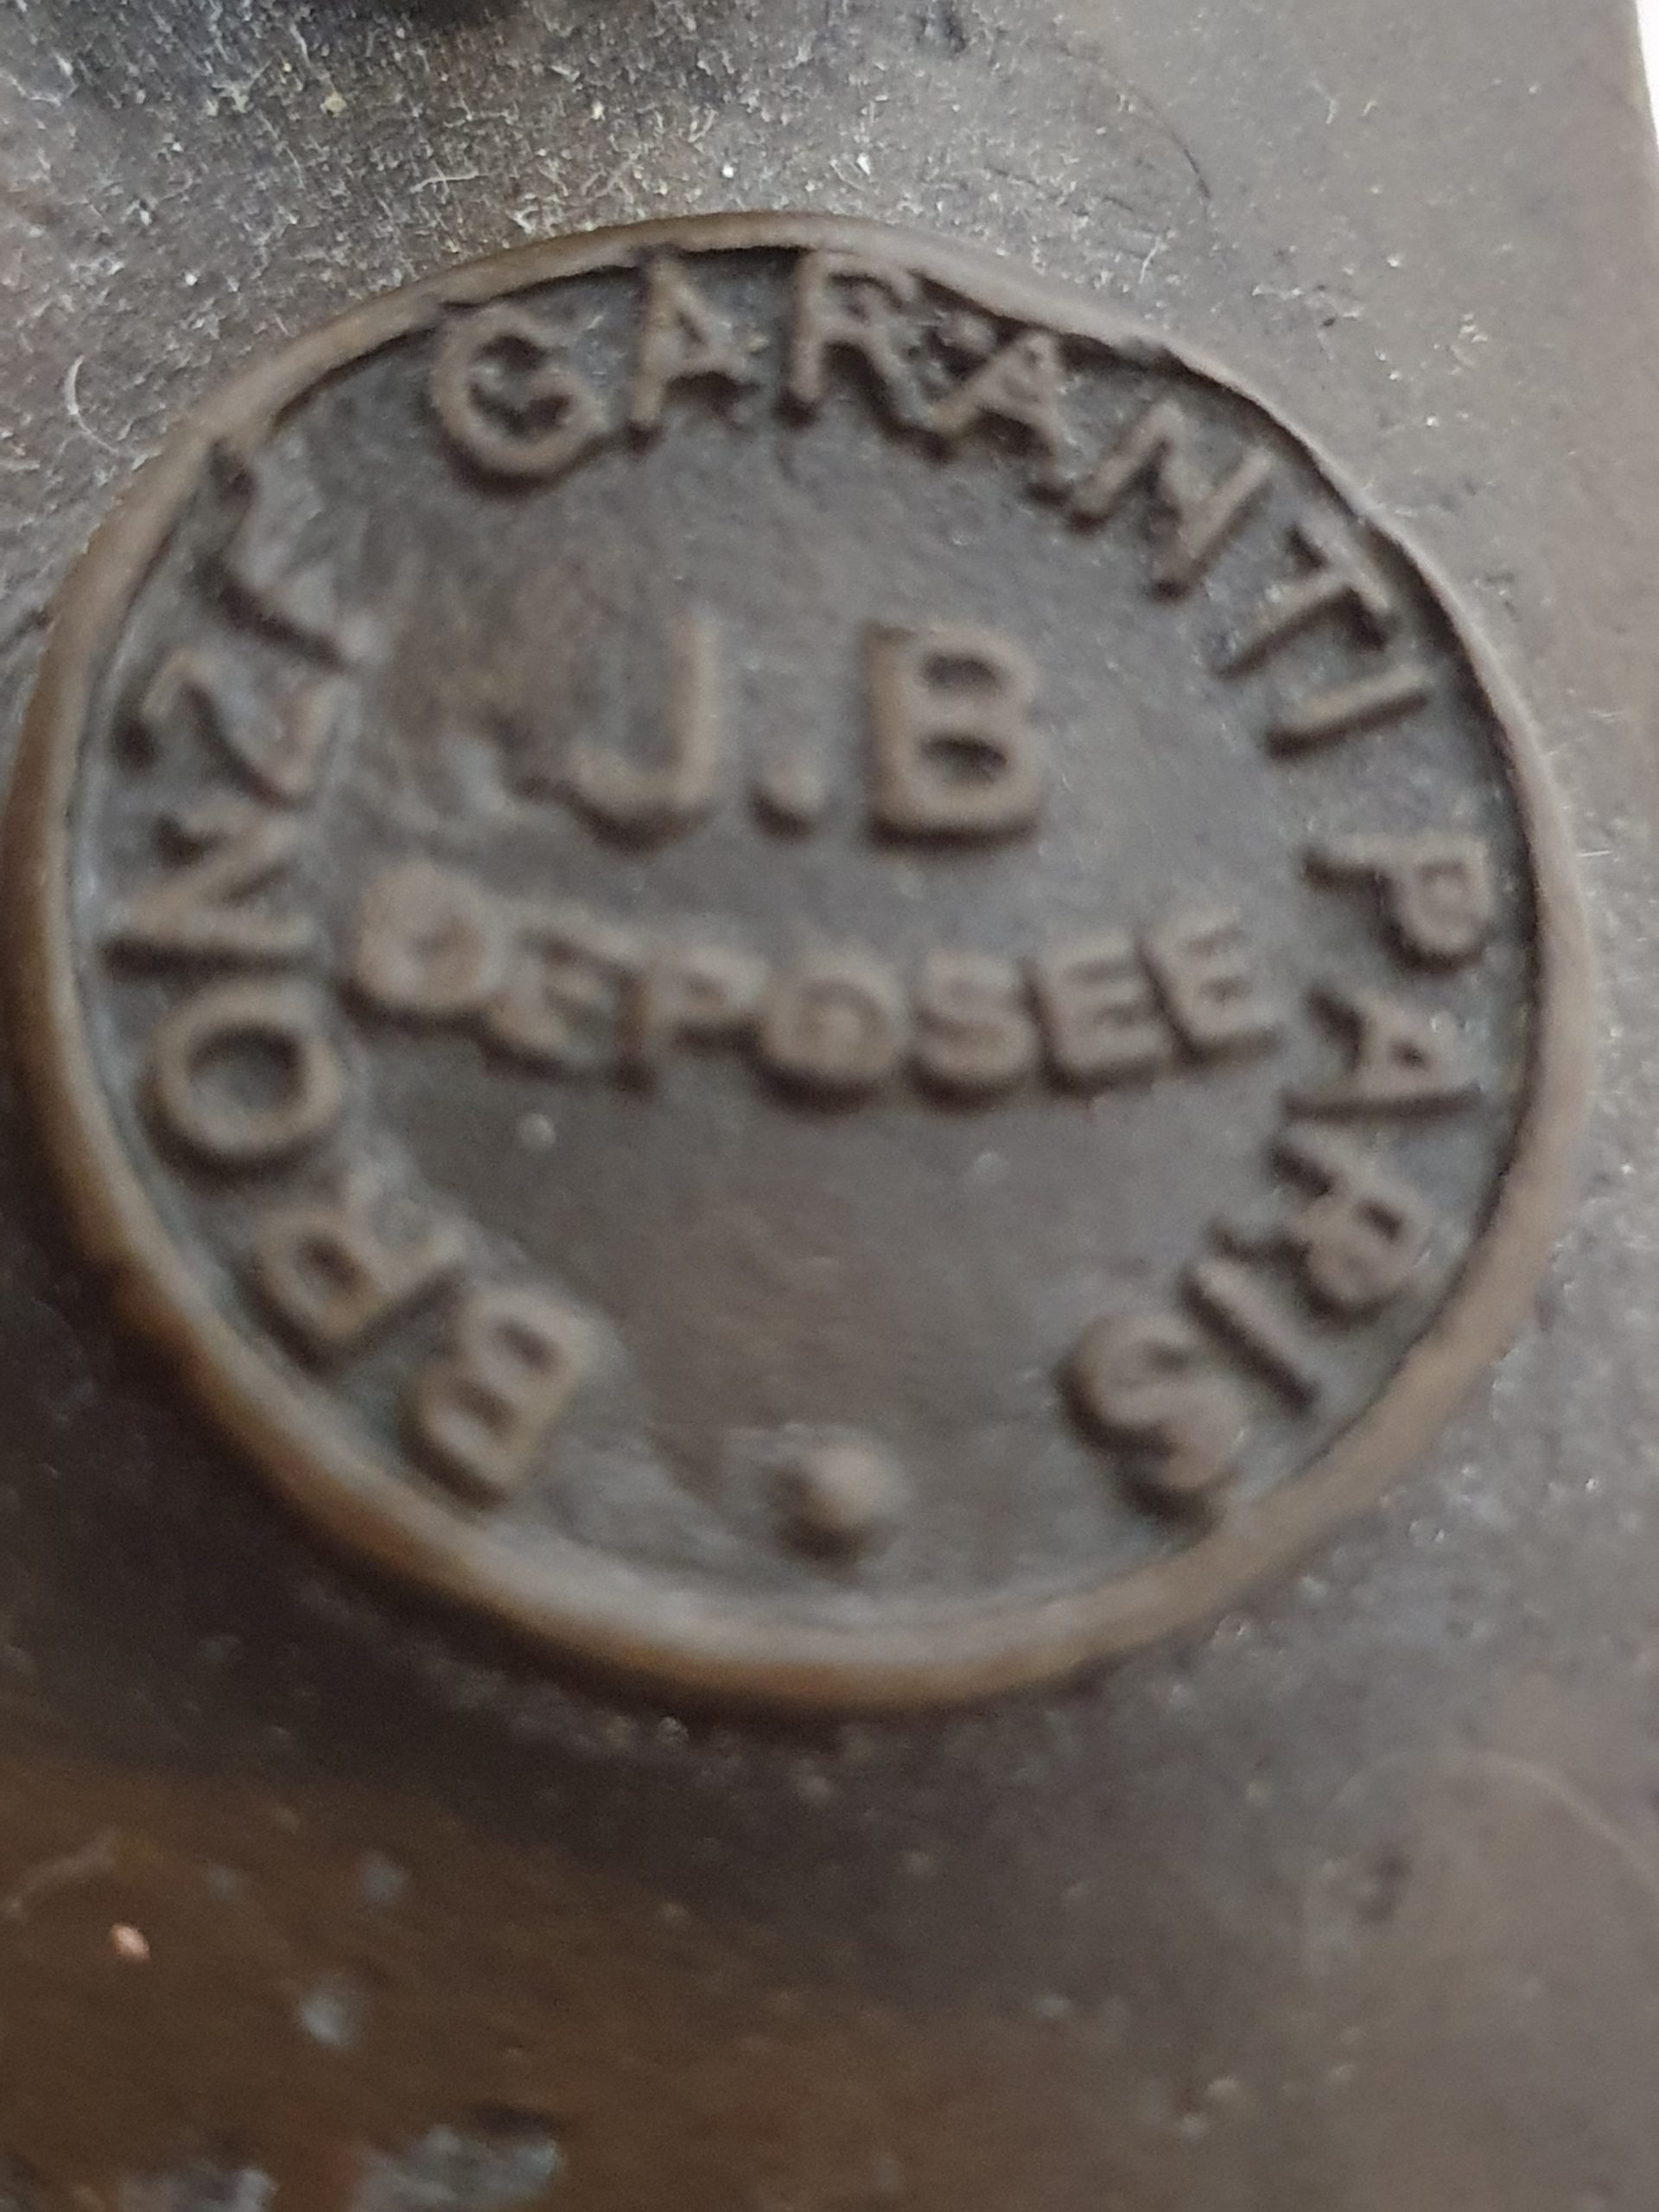 BRONZE GARANTI PARIS
J.B
DEPOSEE